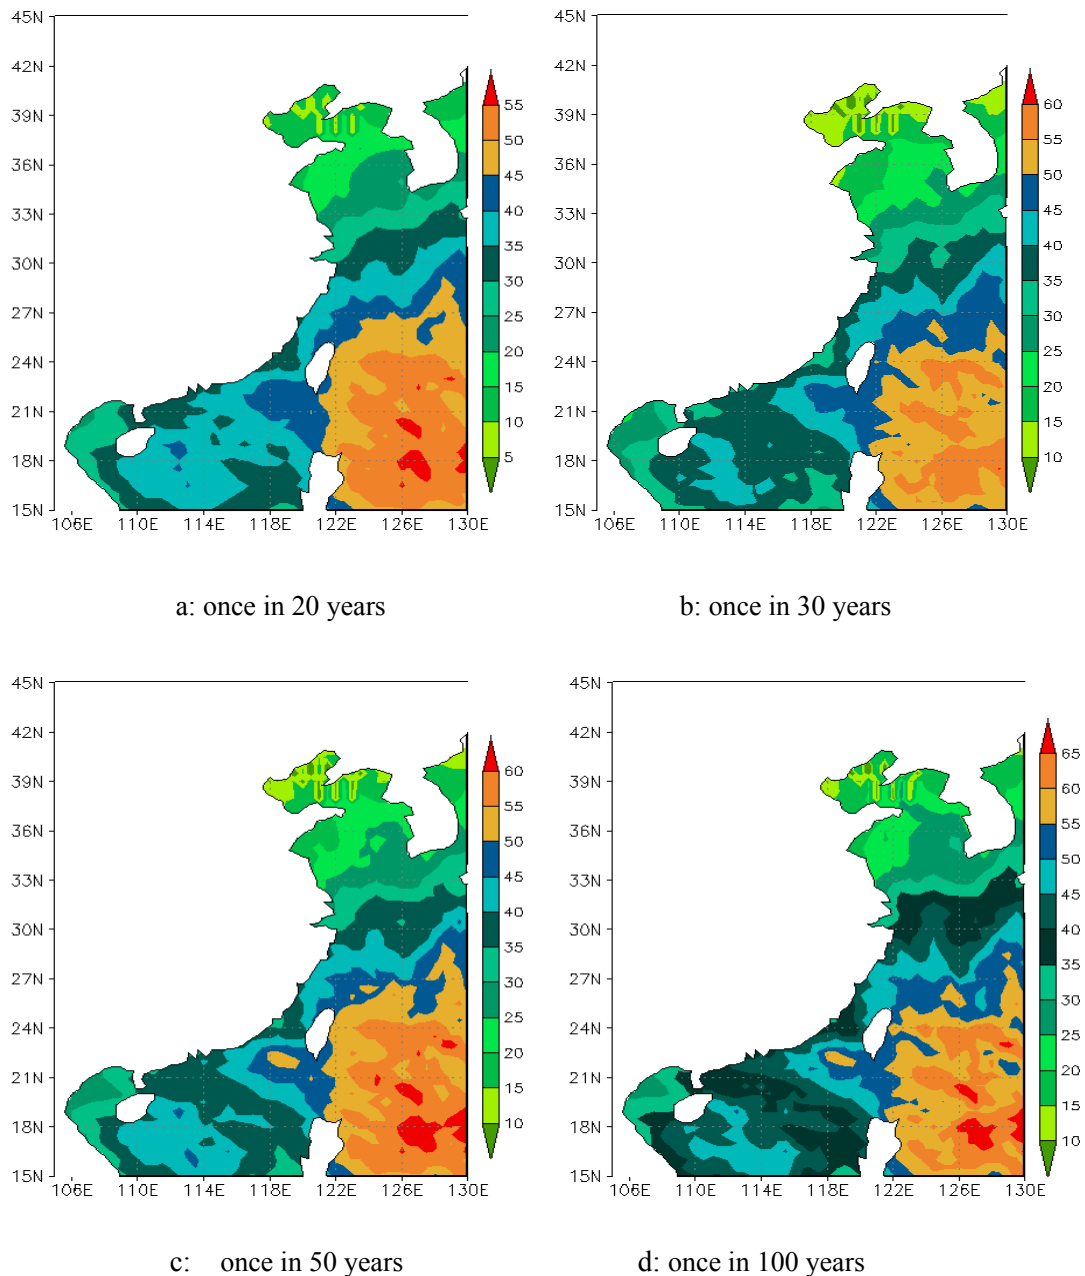 45N
42N
39N
36N
33N
30N
27N
24N
21N
18N
15N
106E 110E 114E 118E 122E 126E 130E
55
50
45
40
35
30
25
20
15
10
5
a: once in 20 years
45N
42N
39N
36N
33N
30N
27N
24N
21N
18N
15N
106E 110E 114E 118E 122E 126E 130E
60
55
50
45
40
35
30
25
20
15
10
b: once in 30 years
45N
42N
39N
36N
33N
30N
27N
24N
21N
18N
15N
106E 110E 114E 118E 122E 126E 130E
60
55
50
45
40
35
30
25
20
15
10
c: once in 50 years
45N
42N
39N
36N
33N
30N
27N
24N
21N
18N
15N
106E 110E 114E 118E 122E 126E 130E
65
60
55
50
45
40
35
30
25
20
15
10
d: once in 100 years